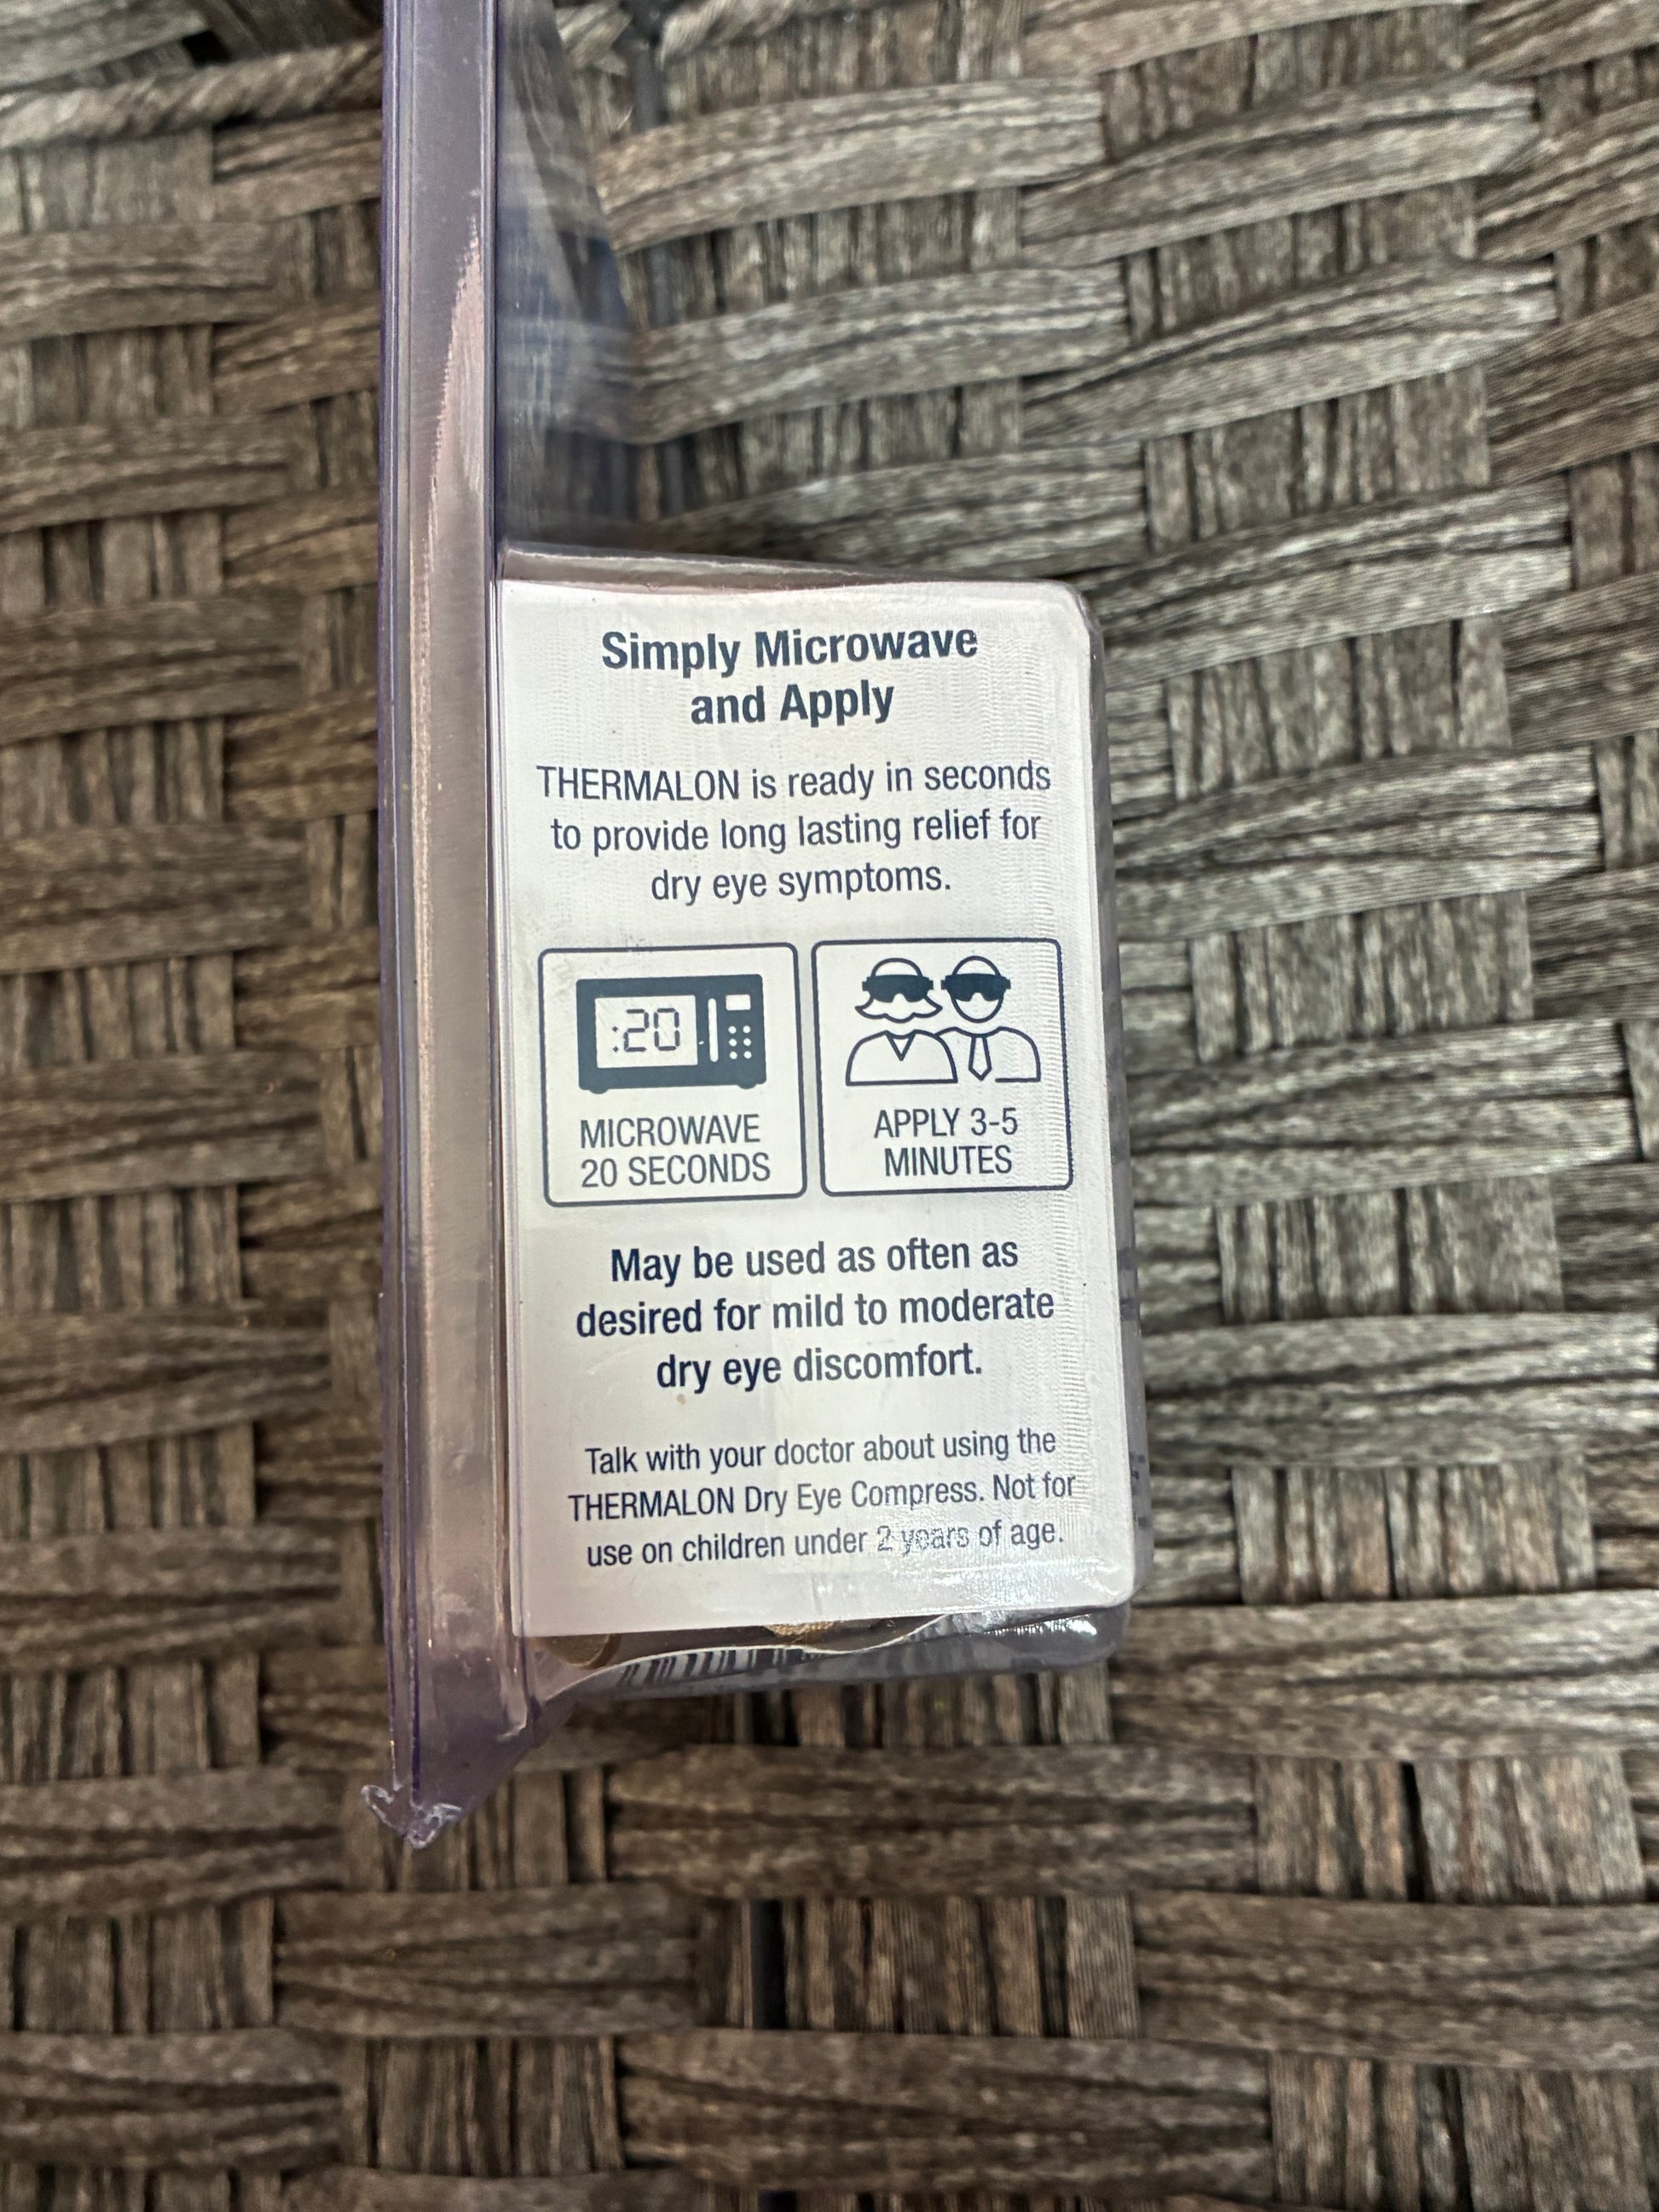 Simply Microwave
and Apply
THERMALON is ready in seconds
to provide long lasting relief for
dry eye symptoms.
:20
MICROWAVE
20 SECONDS
APPLY 3-5
MINUTES
May be used as often as
desired for mild to moderate
dry eye discomfort.
Talk with your doctor about using the
THERMALON Dry Eye Compress. Not for
use on children under 2 years of age.